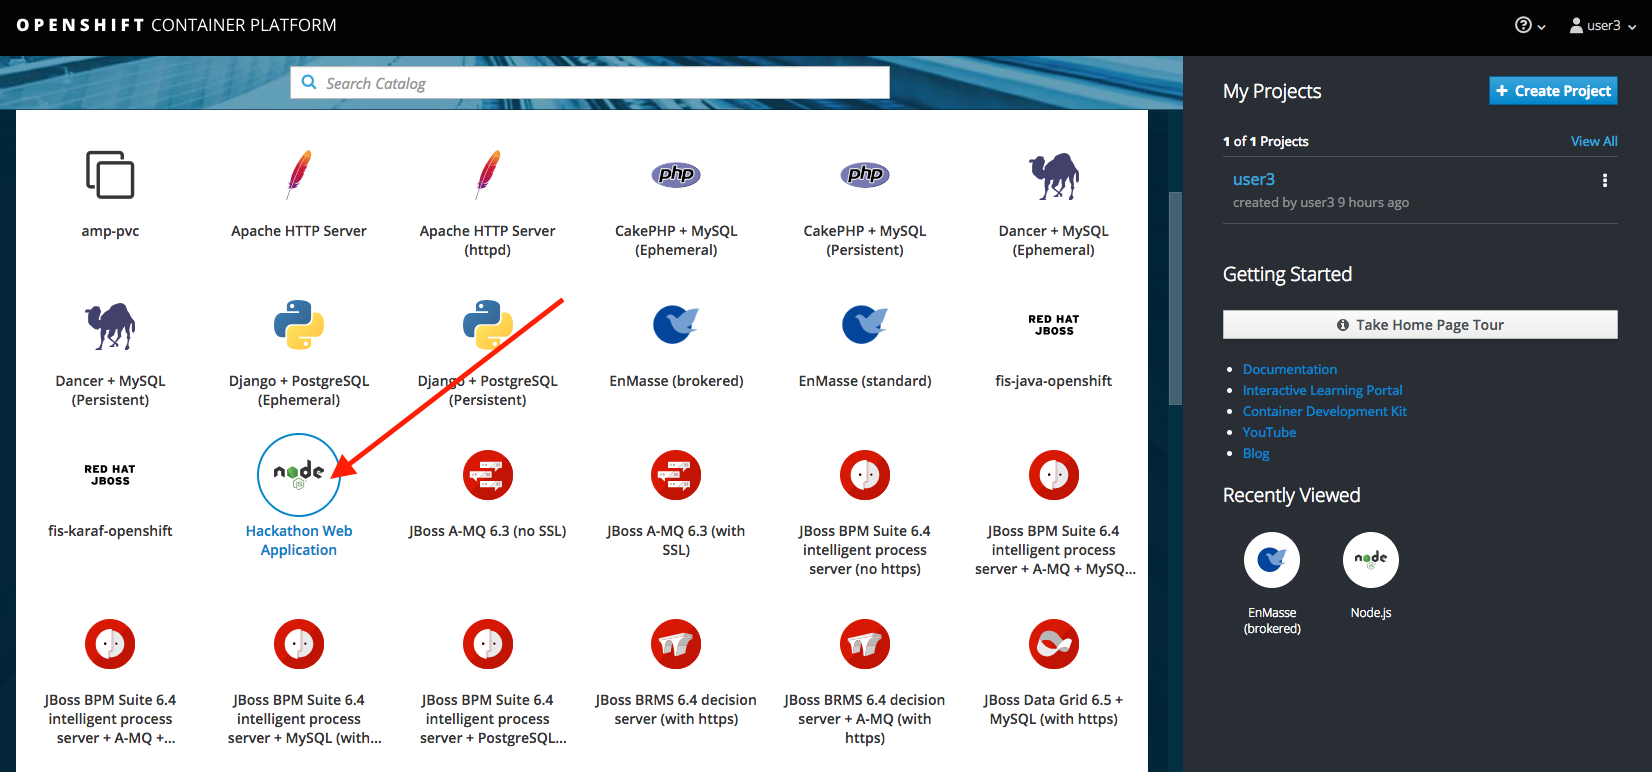 OPENSHIFT CONTAINER PLATFORM
user3
Search Catalog
amp-pvc
Apache HTTP Server
Apache HTTP Server
(httpd)
php
CakePHP + MySQL
(Ephemeral)
php
CakePHP + MySQL
(Persistent)
Dancer + MySQL
(Ephemeral)
Dancer + MySQL
(Persistent)
Django + PostgreSQL
(Ephemeral)
Django + PostgreSQL
(Persistent)
EnMasse (brokered)
EnMasse (standard)
RED HAT
JBOSS
fis-java-openshift
RED HAT
JBOSS
fis-karaf-openshift
node
JS
Hackathon Web
Application
JBoss A-MQ 6.3 (no SSL)
JBoss A-MQ 6.3 (with
SSL)
JBoss BPM Suite 6.4
intelligent process
server (no https)
JBoss BPM Suite 6.4
intelligent process
server + A-MQ + MySQ...
JBoss BPM Suite 6.4
intelligent process
server + A-MQ +...
JBoss BPM Suite 6.4
intelligent process
server + MySQL (with...
JBoss BPM Suite 6.4
intelligent process
server + PostgreSQL...
JBoss BRMS 6.4 decision
server (with https)
JBoss BRMS 6.4 decision
server + A-MQ (with
https)
JBoss Data Grid 6.5 +
MySQL (with https)
My Projects
+ Create Project
1 of 1 Projects
View All
user3
created by user3 9 hours ago
Getting Started
Take Home Page Tour
Documentation
Interactive Learning Portal
Container Development Kit
YouTube
Blog
Recently Viewed
EnMasse
(brokered)
node
Node.js